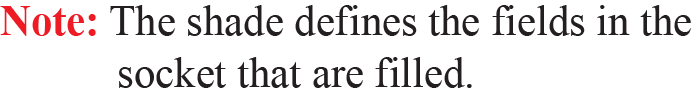 Note: The shade defines the fields in the
socket that are filled.